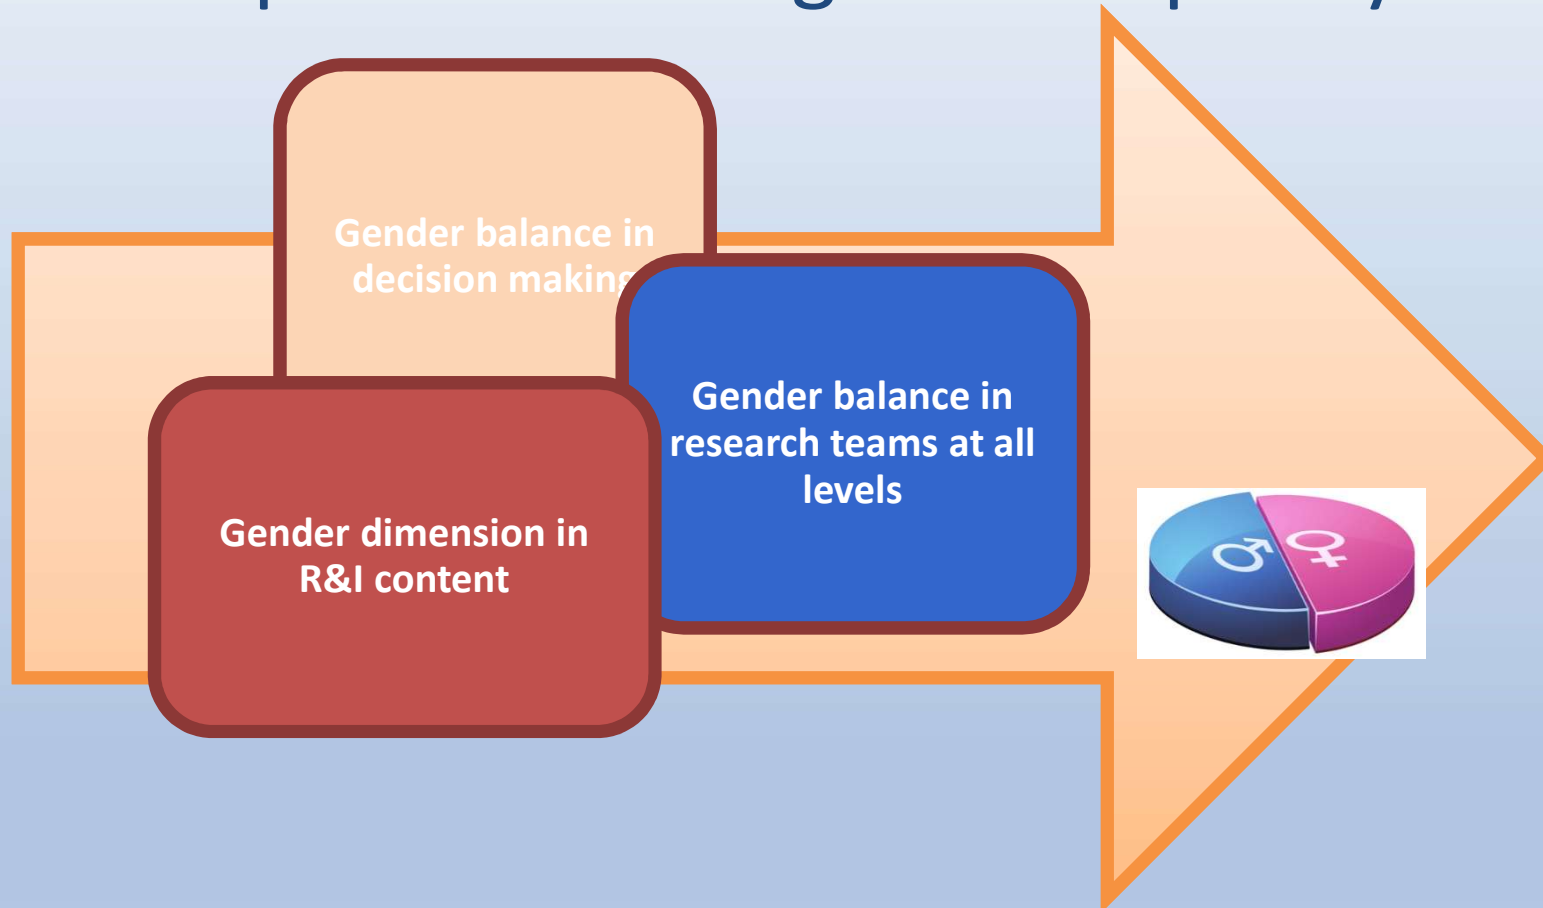 Gender balance in
decision making
Gender balance in
research teams at all
levels
Gender dimension in
R&I content